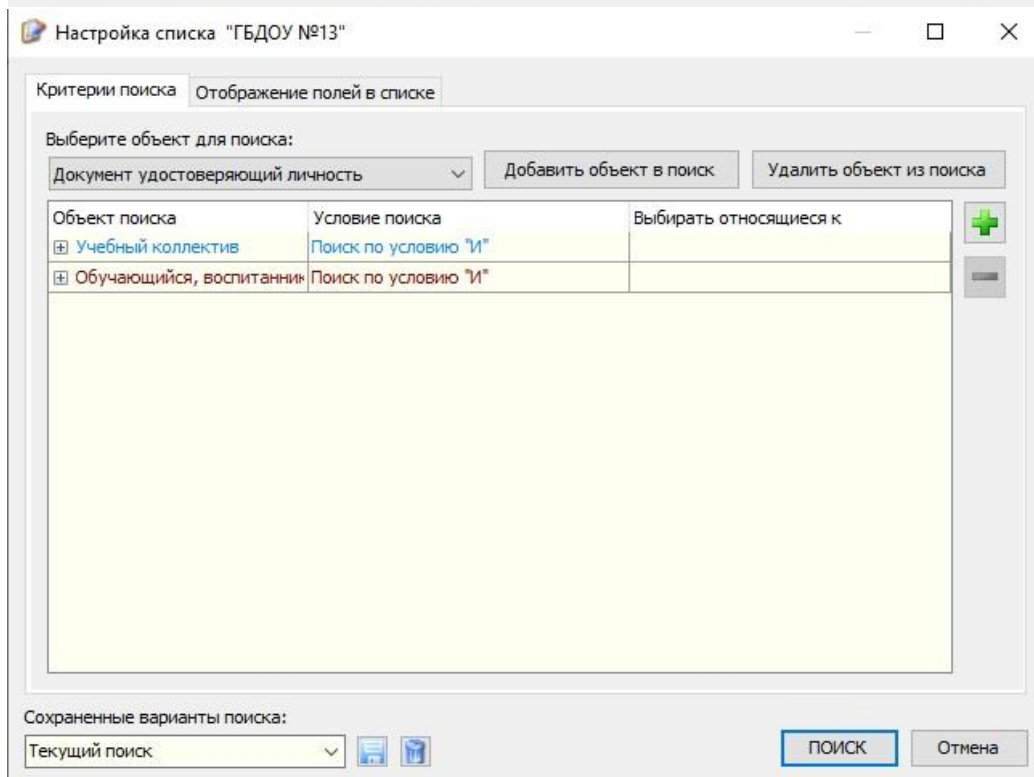 Настройка списка "ГБДОУ №13"
Критерии поиска Отображение полей в списке
Выберите объект для поиска:
Документ удостоверяющий личность Добавить объект в поиск Удалить объект из поиска
Объект поиска Условие поиска Выбирать относящиеся к
Учебный коллектив Поиск по условию "И"
Обучающийся, воспитанник Поиск по условию "И"
Сохраненные варианты поиска:
Текущий поиск ПОИСК Отмена